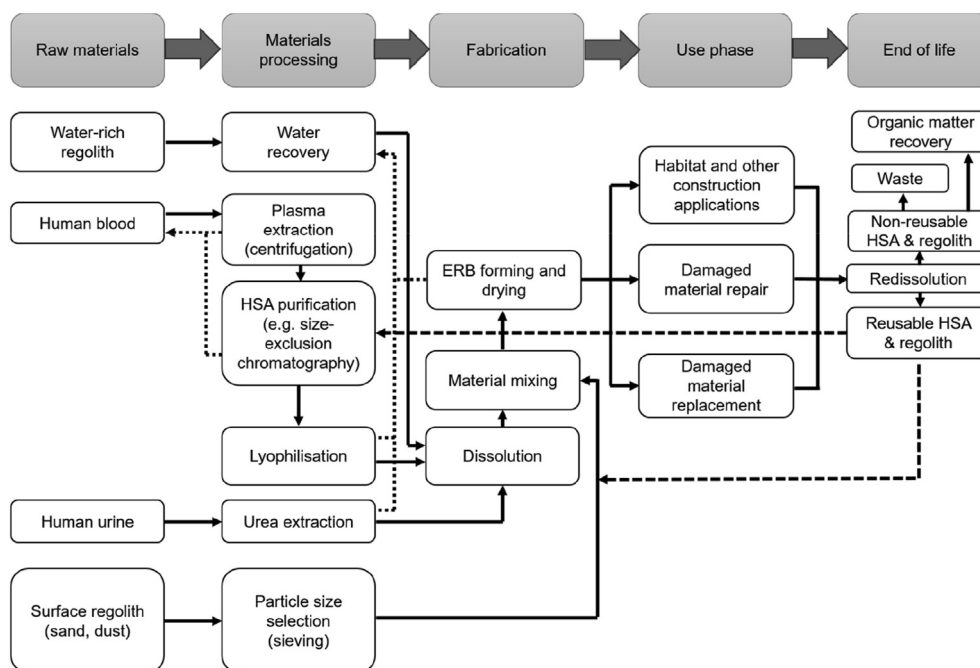 Raw materials
Materials
processing
Fabrication
Use phase
End of life
Water-rich
regolith
Water
recovery
Organic matter
recovery
Habitat and other
construction
applications
Waste
Human blood
Plasma
extraction
(centrifugation)
Non-reusable
HSA & regolith
ERB forming and
drying
Damaged
material repair
Redissolution
HSA purification
(e.g. size-
exclusion
chromatography)
Reusable HSA
& regolith
Material mixing
Damaged
material
replacement
Lyophilisation
Dissolution
Human urine
Urea extraction
Surface regolith
(sand, dust)
Particle size
selection
(sieving)